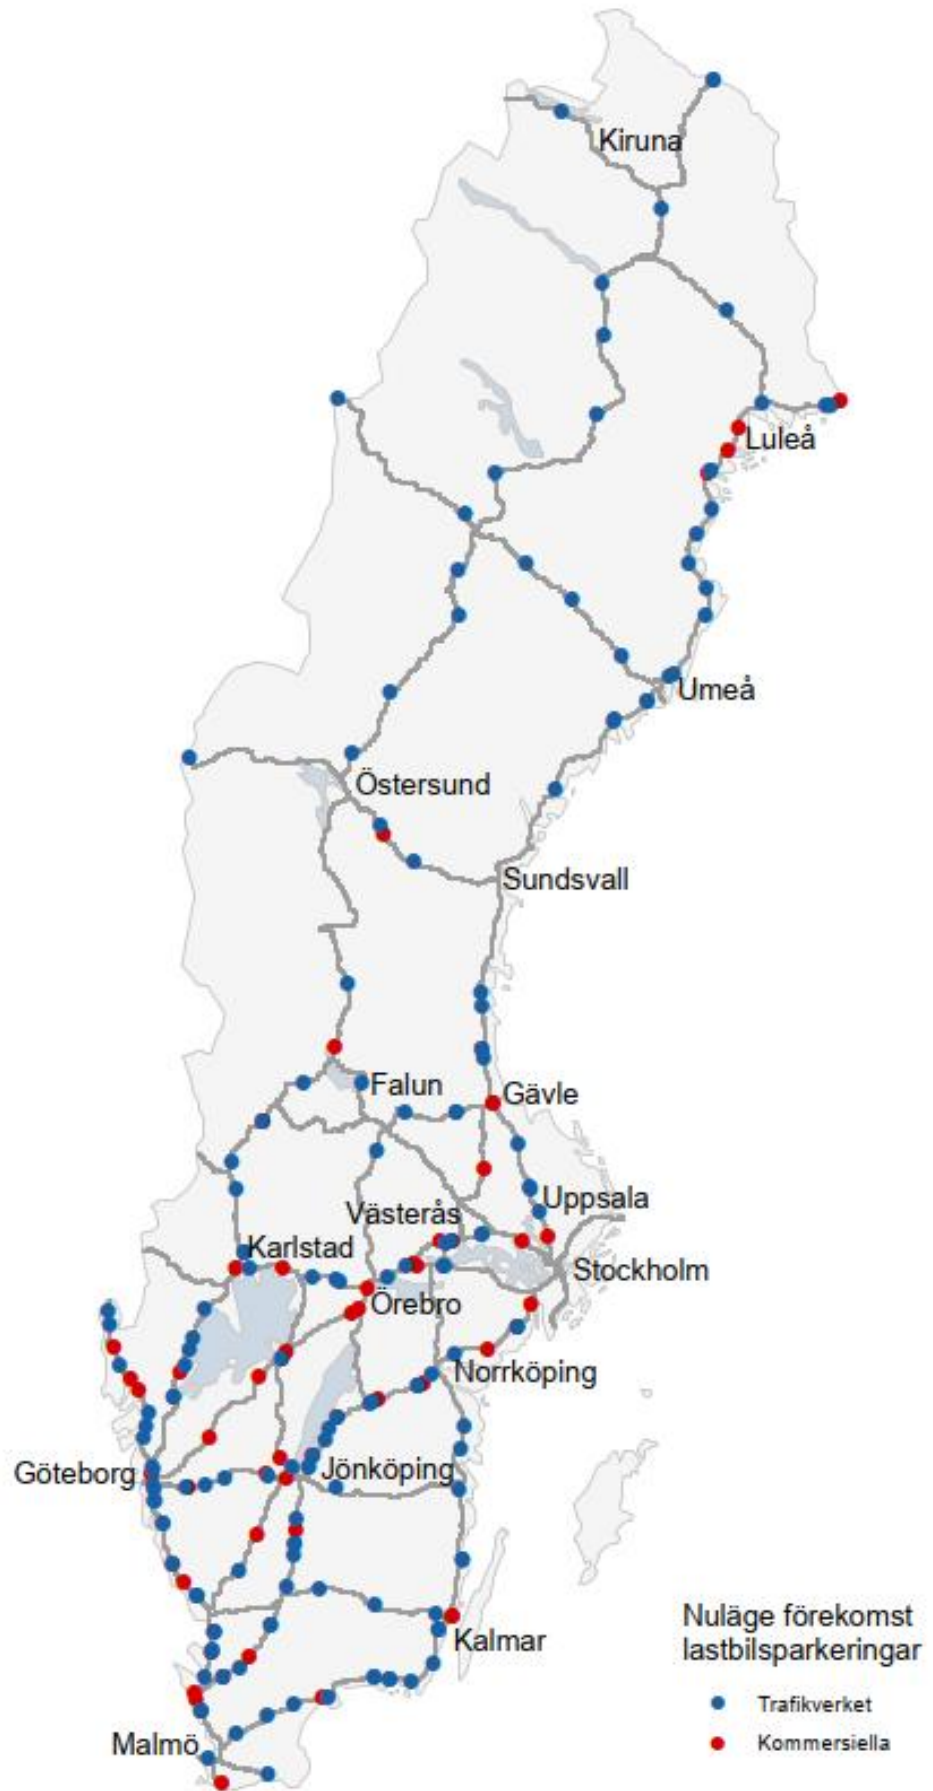 Kiruna
Luleå
Umeå
Östersund
Sundsvall
Falun
Gävle
Uppsala
Västerås
Karlstad
Stockholm
Örebro
Norrköping
Göteborg
Jönköping
Kalmar
Malmö
Nuläge förekomst
lastbilsparkeringar
Trafikverket
Kommersiella